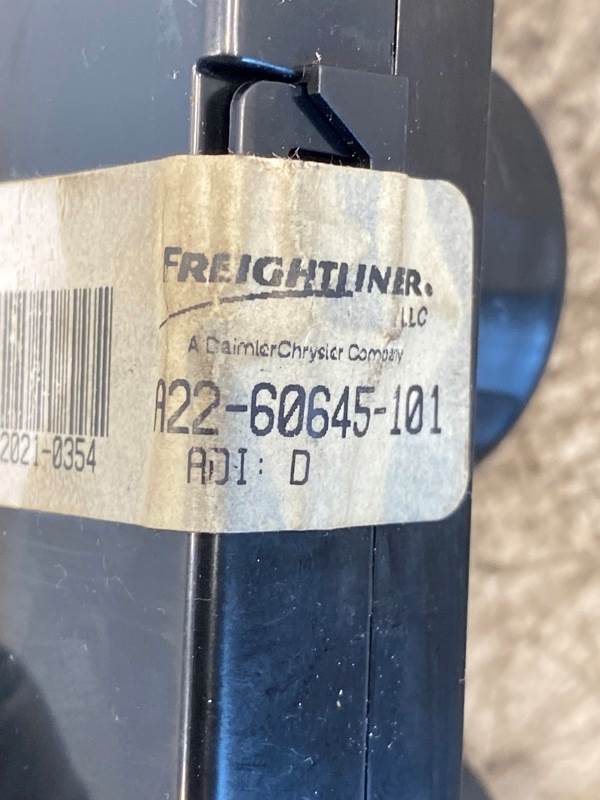 FREIGHTLINER.
LLC
A DaimlerChrysler Company
A22-60645-101
2021-0354
ADI: D